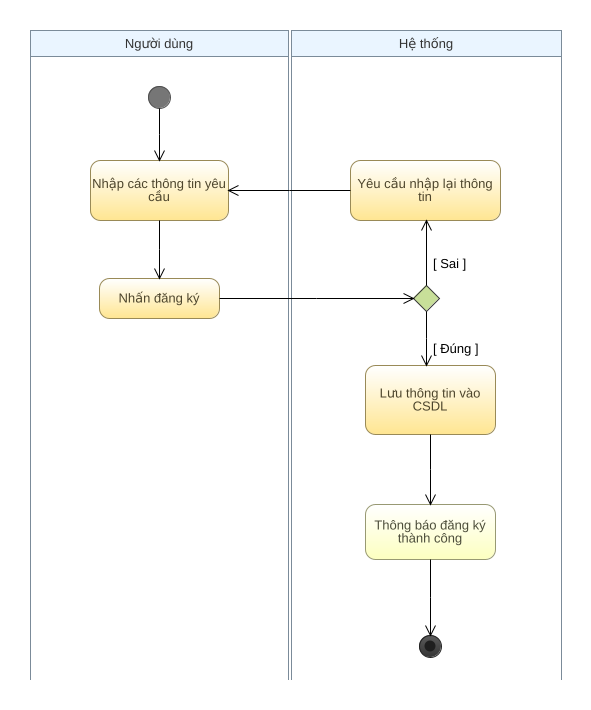 Người dùng
Hệ thống
Nhập các thông tin yêu
cầu
Yêu cầu nhập lại thông
tin
[ Sai ]
Nhấn đăng ký
[ Đúng ]
Lưu thông tin vào
CSDL
Thông báo đăng ký
thành công